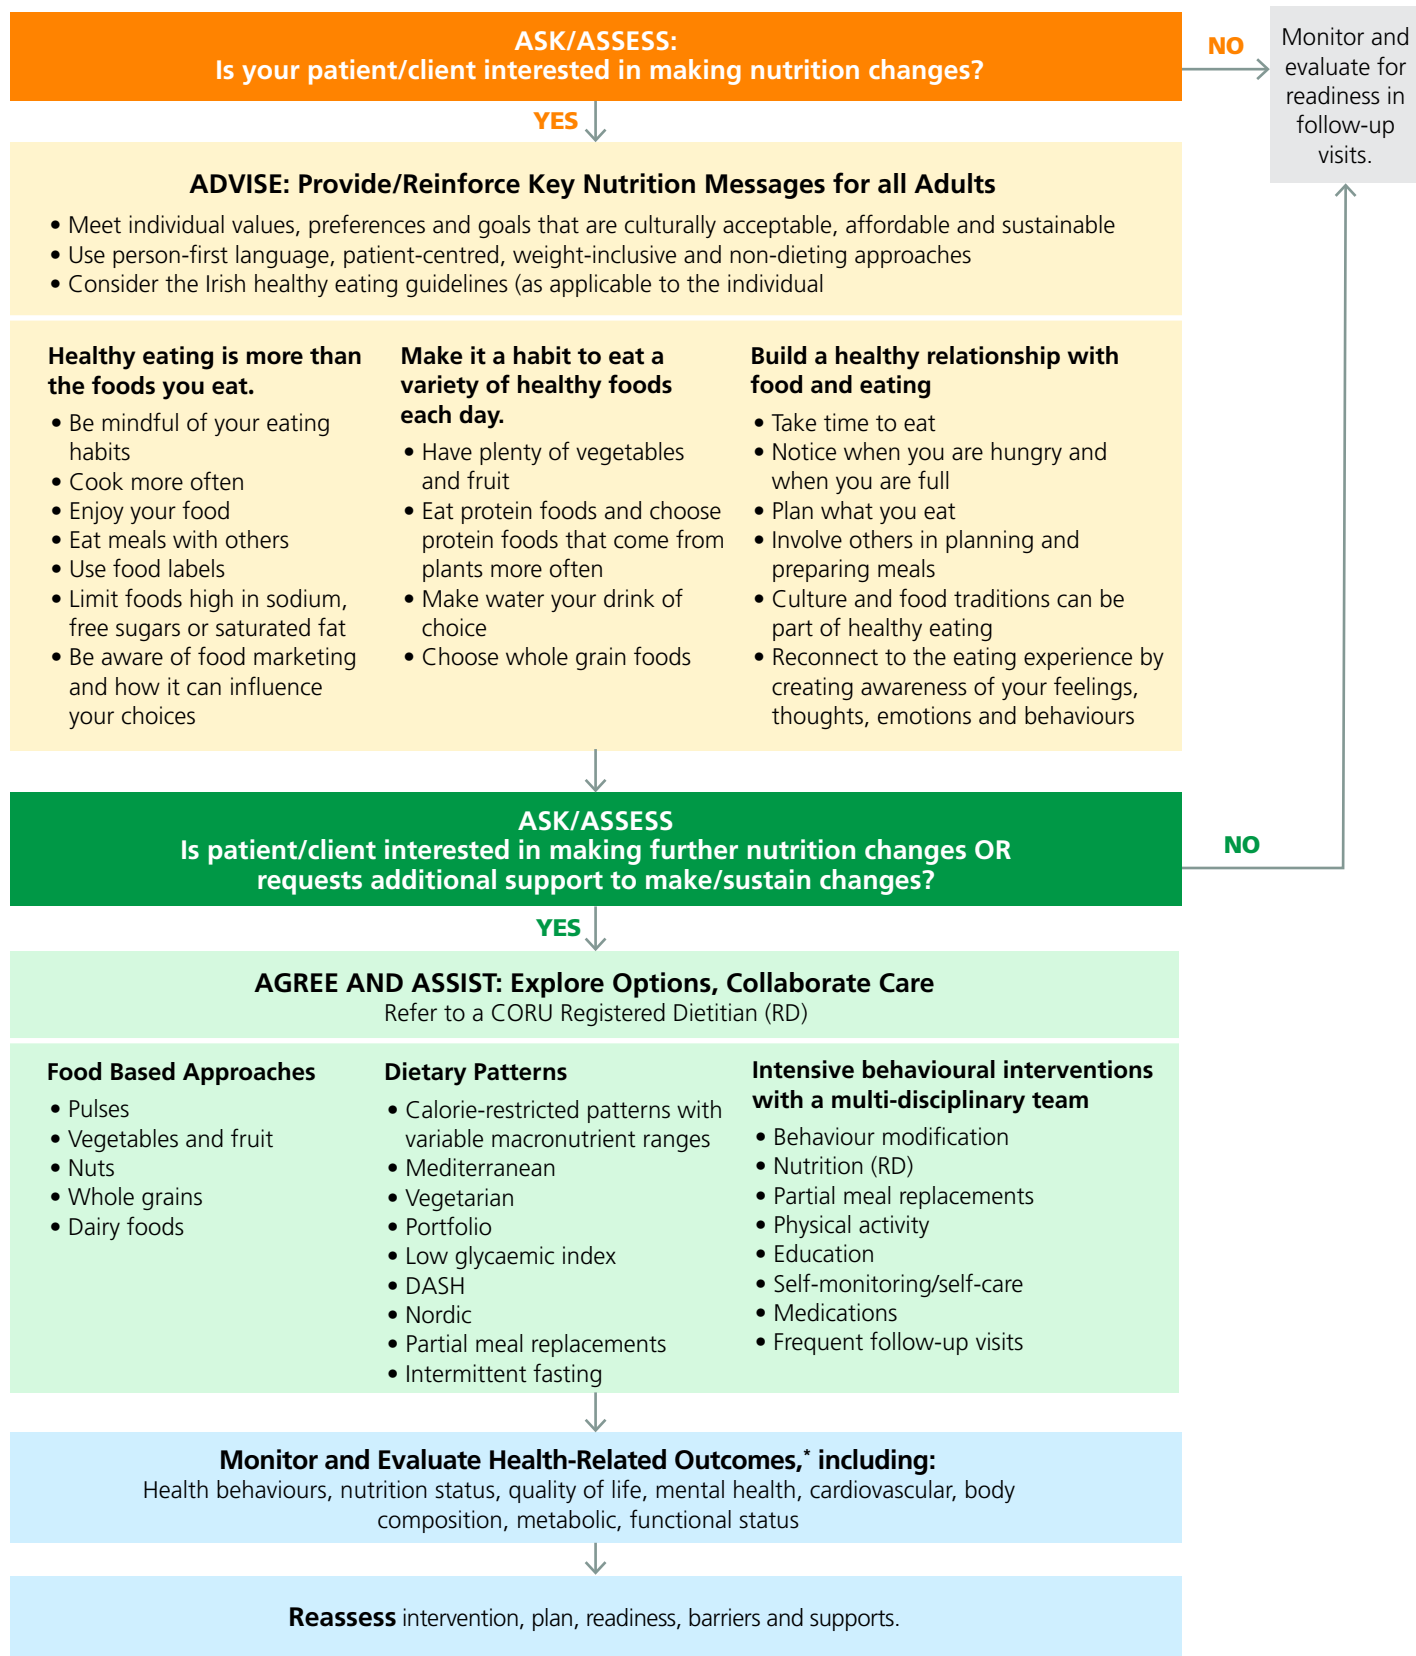 ASK/ASSESS:
Is your patient/client interested in making nutrition changes?
NO
Monitor and
evaluate for
readiness in
follow-up
visits.
YES
ADVISE: Provide/Reinforce Key Nutrition Messages for all Adults
• Meet individual values, preferences and goals that are culturally acceptable, affordable and sustainable
• Use person-first language, patient-centred, weight-inclusive and non-dieting approaches
• Consider the Irish healthy eating guidelines (as applicable to the individual
Healthy eating is more than
the foods you eat.
• Be mindful of your eating
habits
• Cook more often
• Enjoy your food
• Eat meals with others
• Use food labels
• Limit foods high in sodium,
free sugars or saturated fat
• Be aware of food marketing
and how it can influence
your choices
Make it a habit to eat a
variety of healthy foods
each day.
• Have plenty of vegetables
and fruit
• Eat protein foods and choose
protein foods that come from
plants more often
• Make water your drink of
choice
• Choose whole grain foods
Build a healthy relationship with
food and eating
• Take time to eat
• Notice when you are hungry and
when you are full
• Plan what you eat
• Involve others in planning and
preparing meals
• Culture and food traditions can be
part of healthy eating
• Reconnect to the eating experience by
creating awareness of your feelings,
thoughts, emotions and behaviours
ASK/ASSESS
Is patient/client interested in making further nutrition changes OR
requests additional support to make/sustain changes?
NO
YES
AGREE AND ASSIST: Explore Options, Collaborate Care
Refer to a CORU Registered Dietitian (RD)
Food Based Approaches
• Pulses
• Vegetables and fruit
• Nuts
• Whole grains
• Dairy foods
Dietary Patterns
• Calorie-restricted patterns with
variable macronutrient ranges
• Mediterranean
• Vegetarian
• Portfolio
• Low glycaemic index
• DASH
• Nordic
• Partial meal replacements
• Intermittent fasting
Intensive behavioural interventions
with a multi-disciplinary team
• Behaviour modification
• Nutrition (RD)
• Partial meal replacements
• Physical activity
• Education
• Self-monitoring/self-care
• Medications
• Frequent follow-up visits
Monitor and Evaluate Health-Related Outcomes,* including:
Health behaviours, nutrition status, quality of life, mental health, cardiovascular, body
composition, metabolic, functional status
Reassess intervention, plan, readiness, barriers and supports.